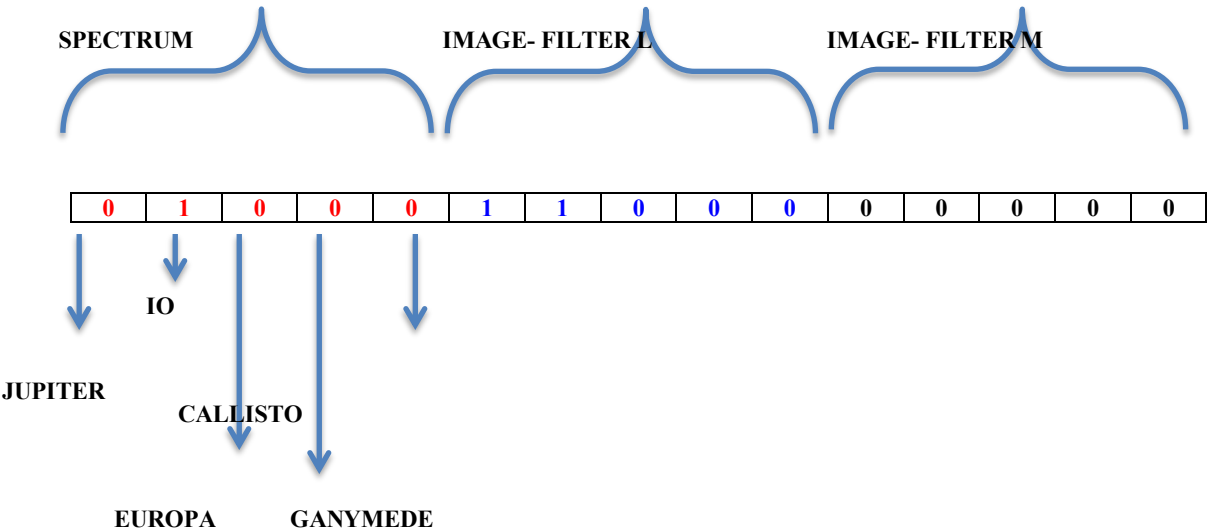 SPECTRUM IMAGE- FILTER L IMAGE- FILTER M
0 1 0 0 0 1 1 0 0 0 0 0 0 0 0
IO
JUPITER
CALLISTO
EUROPA GANYMEDE